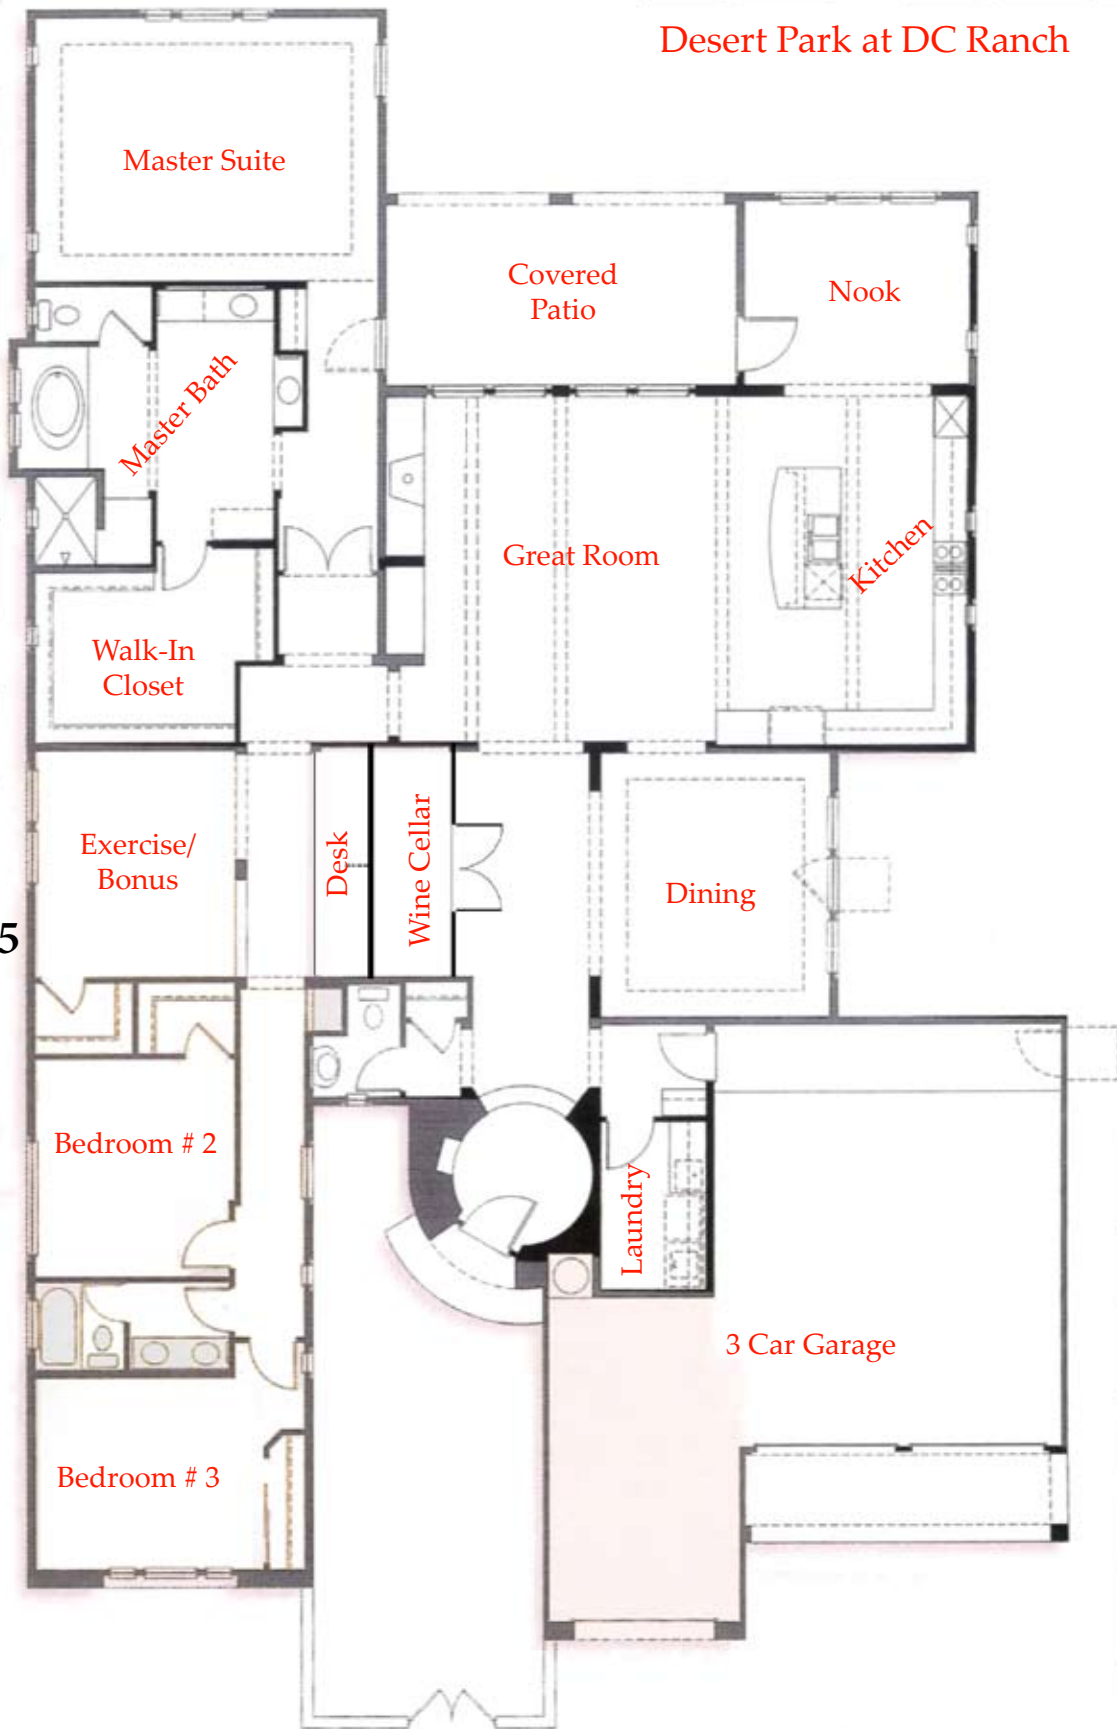 Desert Park at DC Ranch
Master Suite
Covered
Patio
Nook
Master Bath
Great Room
Kitchen
Walk-In
Closet
Exercise/
Bonus
Desk
Wine Cellar
Dining
5
Bedroom # 2
Laundry
3 Car Garage
Bedroom # 3